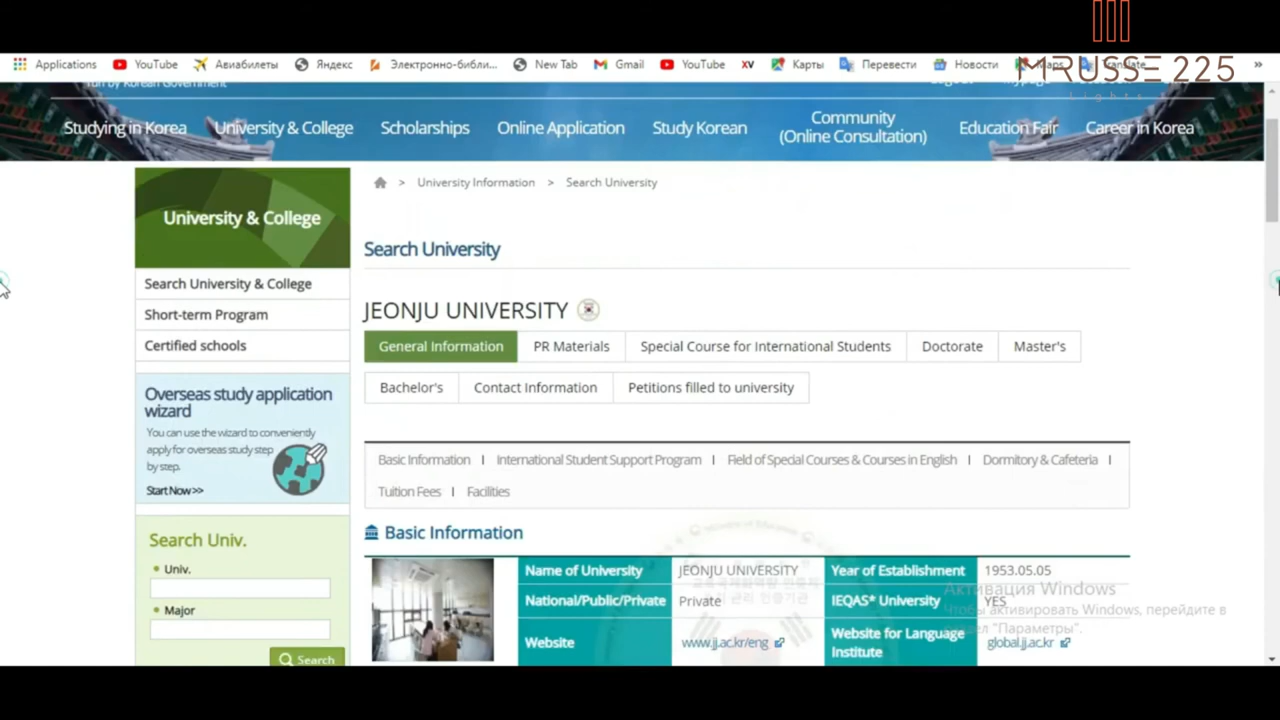 MRUSSE 225
Lights
Applications YouTube Авиабилеты Яндекс Электронно-библи... New Tab Gmail YouTube XV Карты Перевести Новости Maps Translate »
run by Korean Government
Studying in Korea University & College Scholarships Online Application Study Korean Community (Online Consultation) Education Fair Career in Korea
University & College
Search University & College
Short-term Program
Certified schools
Overseas study application
wizard
You can use the wizard to conveniently
apply for overseas study step
by step.
Start Now >>
Search Univ.
Univ.
Major
Search
> University Information > Search University
Search University
JEONJU UNIVERSITY
General Information PR Materials Special Course for International Students Doctorate Master's
Bachelor's Contact Information Petitions filled to university
Basic Information I International Student Support Program I Field of Special Courses & Courses in English I Dormitory & Cafeteria I
Tuition Fees I Facilities
Basic Information
Name of University JEONJU UNIVERSITY Year of Establishment 1953.05.05
National/Public/Private Private IEQAS* University YES
Website www.jj.ac.kr/eng Website for Language Institute global.jj.ac.kr
Активация Windows
Чтобы активировать Windows, перейдите в
раздел "Параметры".